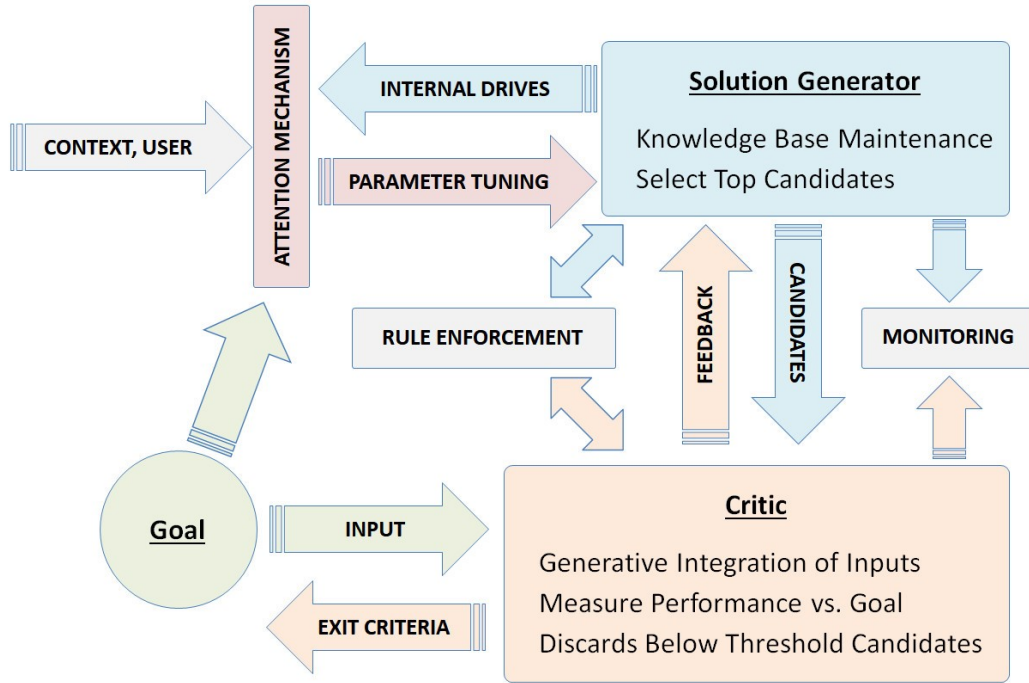 ATTENTION MECHANISM
CONTEXT, USER
INTERNAL DRIVES
PARAMETER TUNING
Solution Generator
Knowledge Base Maintenance
Select Top Candidates
RULE ENFORCEMENT
FEEDBACK
CANDIDATES
MONITORING
Goal
INPUT
EXIT CRITERIA
Critic
Generative Integration of Inputs
Measure Performance vs. Goal
Discards Below Threshold Candidates